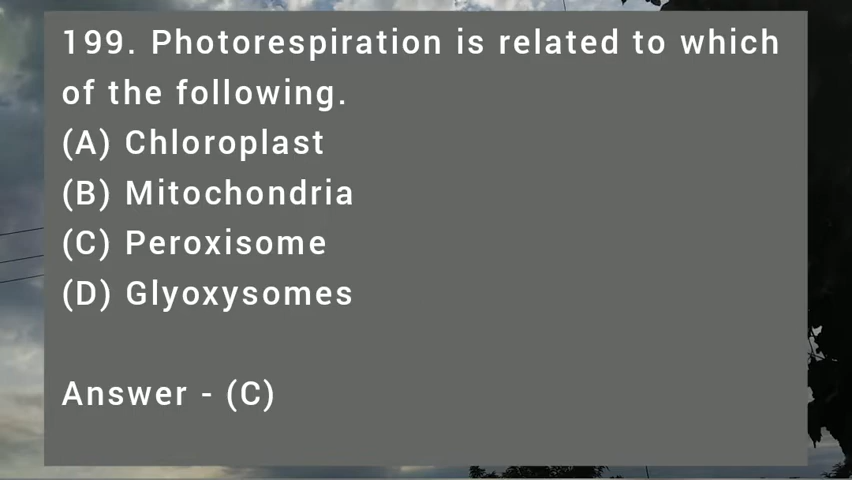 199. Photorespiration is related to which
of the following.
(A) Chloroplast
(B) Mitochondria
(C) Peroxisome
(D) Glyoxysomes
Answer - (C)